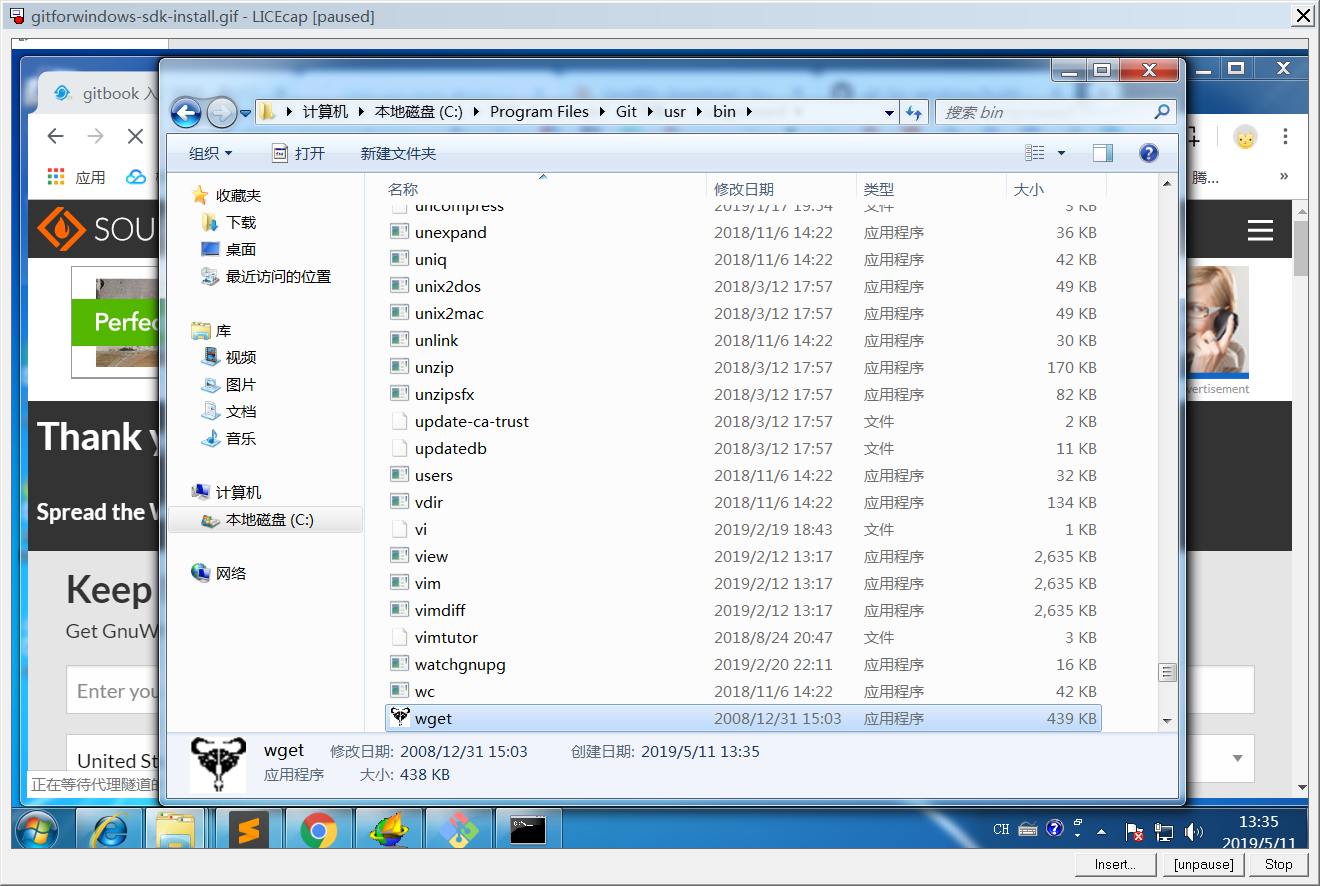 gitforwindows-sdk-install.gif - LICEcap [paused]
gitbook 入
计算机 本地磁盘 (C:) Program Files Git usr bin
搜索 bin
组织 打开 新建文件夹
应用
腾...
»
SOU
Perfec
vertisement
Thank y
Spread the W
Keep
Get GnuW
Enter you
United St
正在等待代理隧道的
收藏夹
下载
桌面
最近访问的位置
库
视频
图片
文档
音乐
计算机
本地磁盘 (C:)
网络
名称 修改日期 类型 大小
uncompress 2019/1/17 19:54 文件 3 KB
unexpand 2018/11/6 14:22 应用程序 36 KB
uniq 2018/11/6 14:22 应用程序 42 KB
unix2dos 2018/3/12 17:57 应用程序 49 KB
unix2mac 2018/3/12 17:57 应用程序 49 KB
unlink 2018/11/6 14:22 应用程序 30 KB
unzip 2018/3/12 17:57 应用程序 170 KB
unzipsfx 2018/3/12 17:57 应用程序 82 KB
update-ca-trust 2018/3/12 17:57 文件 2 KB
updatedb 2018/3/12 17:57 文件 11 KB
users 2018/11/6 14:22 应用程序 32 KB
vdir 2018/11/6 14:22 应用程序 134 KB
vi 2019/2/19 18:43 文件 1 KB
view 2019/2/12 13:17 应用程序 2,635 KB
vim 2019/2/12 13:17 应用程序 2,635 KB
vimdiff 2019/2/12 13:17 应用程序 2,635 KB
vimtutor 2018/8/24 20:47 文件 3 KB
watchgnupg 2019/2/20 22:11 应用程序 16 KB
wc 2018/11/6 14:22 应用程序 42 KB
wget 2008/12/31 15:03 应用程序 439 KB
wget 修改日期: 2008/12/31 15:03 创建日期: 2019/5/11 13:35
应用程序 大小: 438 KB
CH
13:35
2019/5/11
Insert... [unpause] Stop